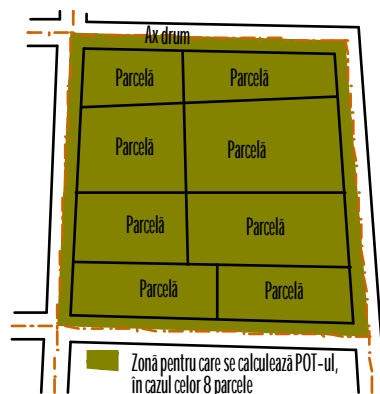 Ax drum
Parcelă Parcelă
Parcelă Parcelă
Parcelă Parcelă
Parcelă Parcelă
Zonă pentru care se calculează POT-ul,
în cazul celor 8 parcele